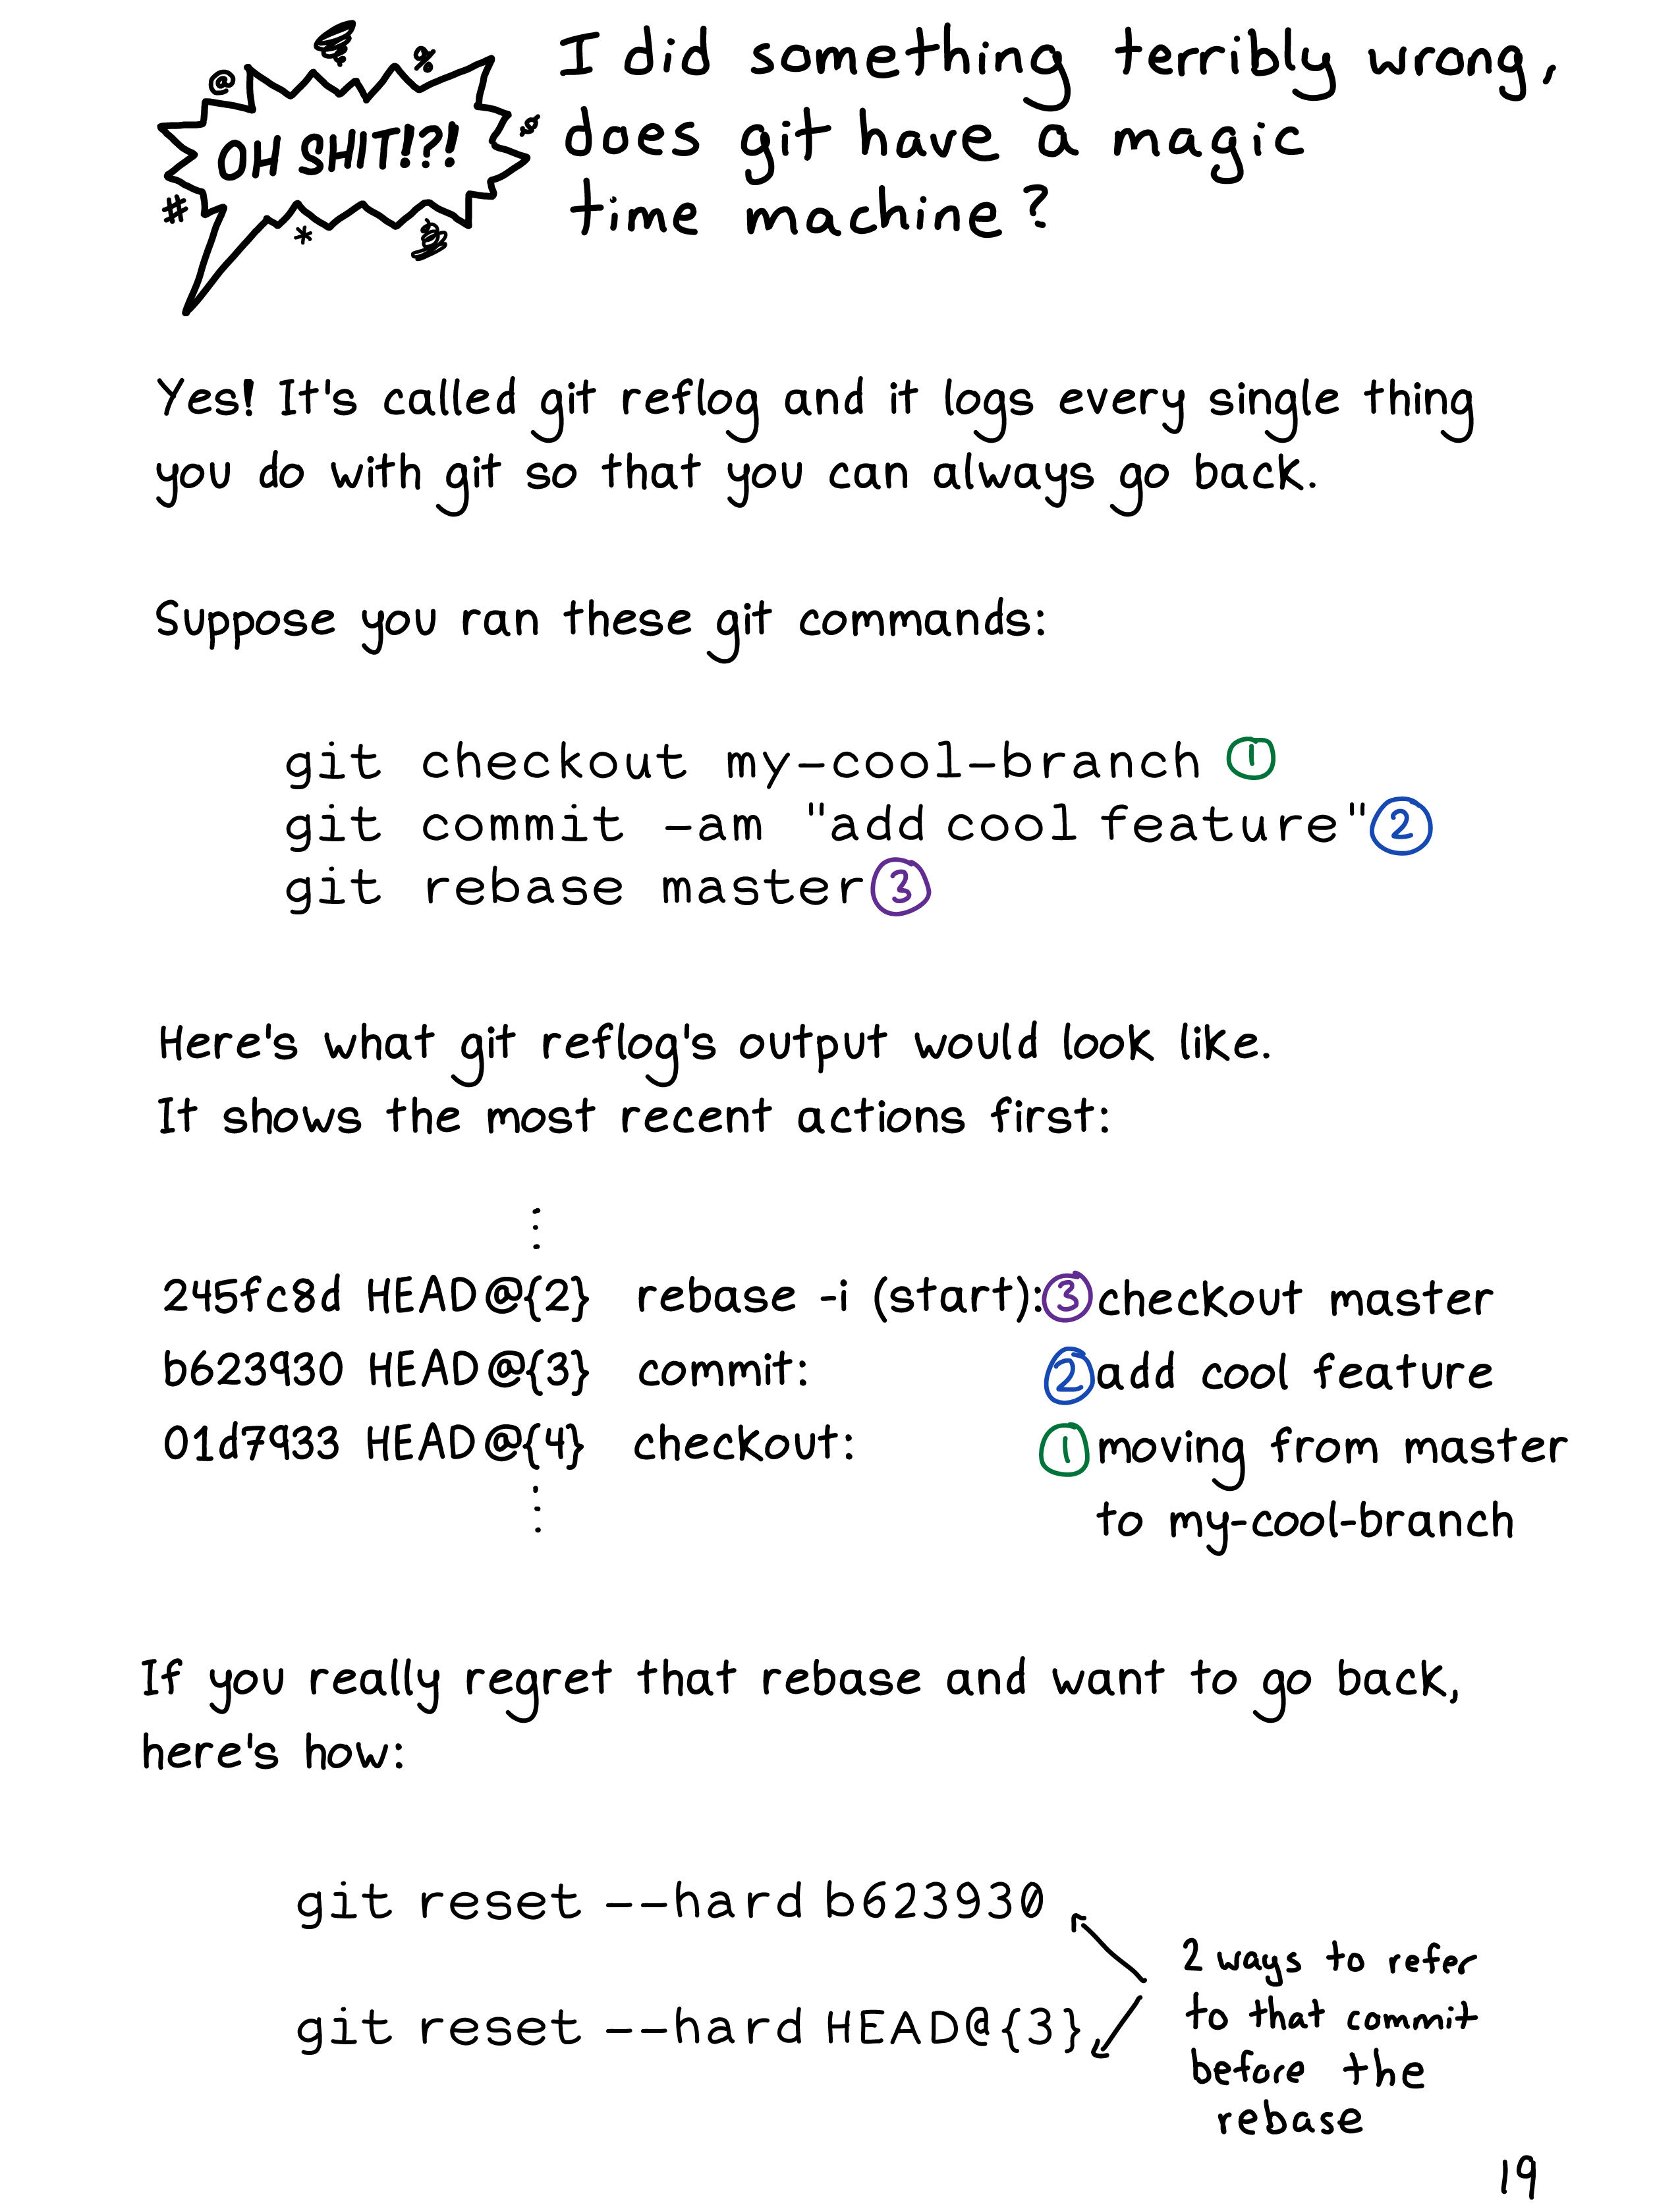 OH SHIT!?!
I did something terribly wrong,
does git have a magic
time machine?
Yes! It's called git reflog and it logs every single thing
you do with git so that you can always go back.
Suppose you ran these git commands:
git checkout my-cool-branch 1
git commit -am "add cool feature" 2
git rebase master 3
Here's what git reflog's output would look like.
It shows the most recent actions first:
⋮
245fc8d HEAD@{2} rebase -i (start): 3 checkout master
b623930 HEAD@{3} commit: 2 add cool feature
01d7933 HEAD@{4} checkout: 1 moving from master
to my-cool-branch
⋮
If you really regret that rebase and want to go back,
here's how:
git reset --hard b623930
git reset --hard HEAD@{3}
2 ways to refer
to that commit
before the
rebase
19